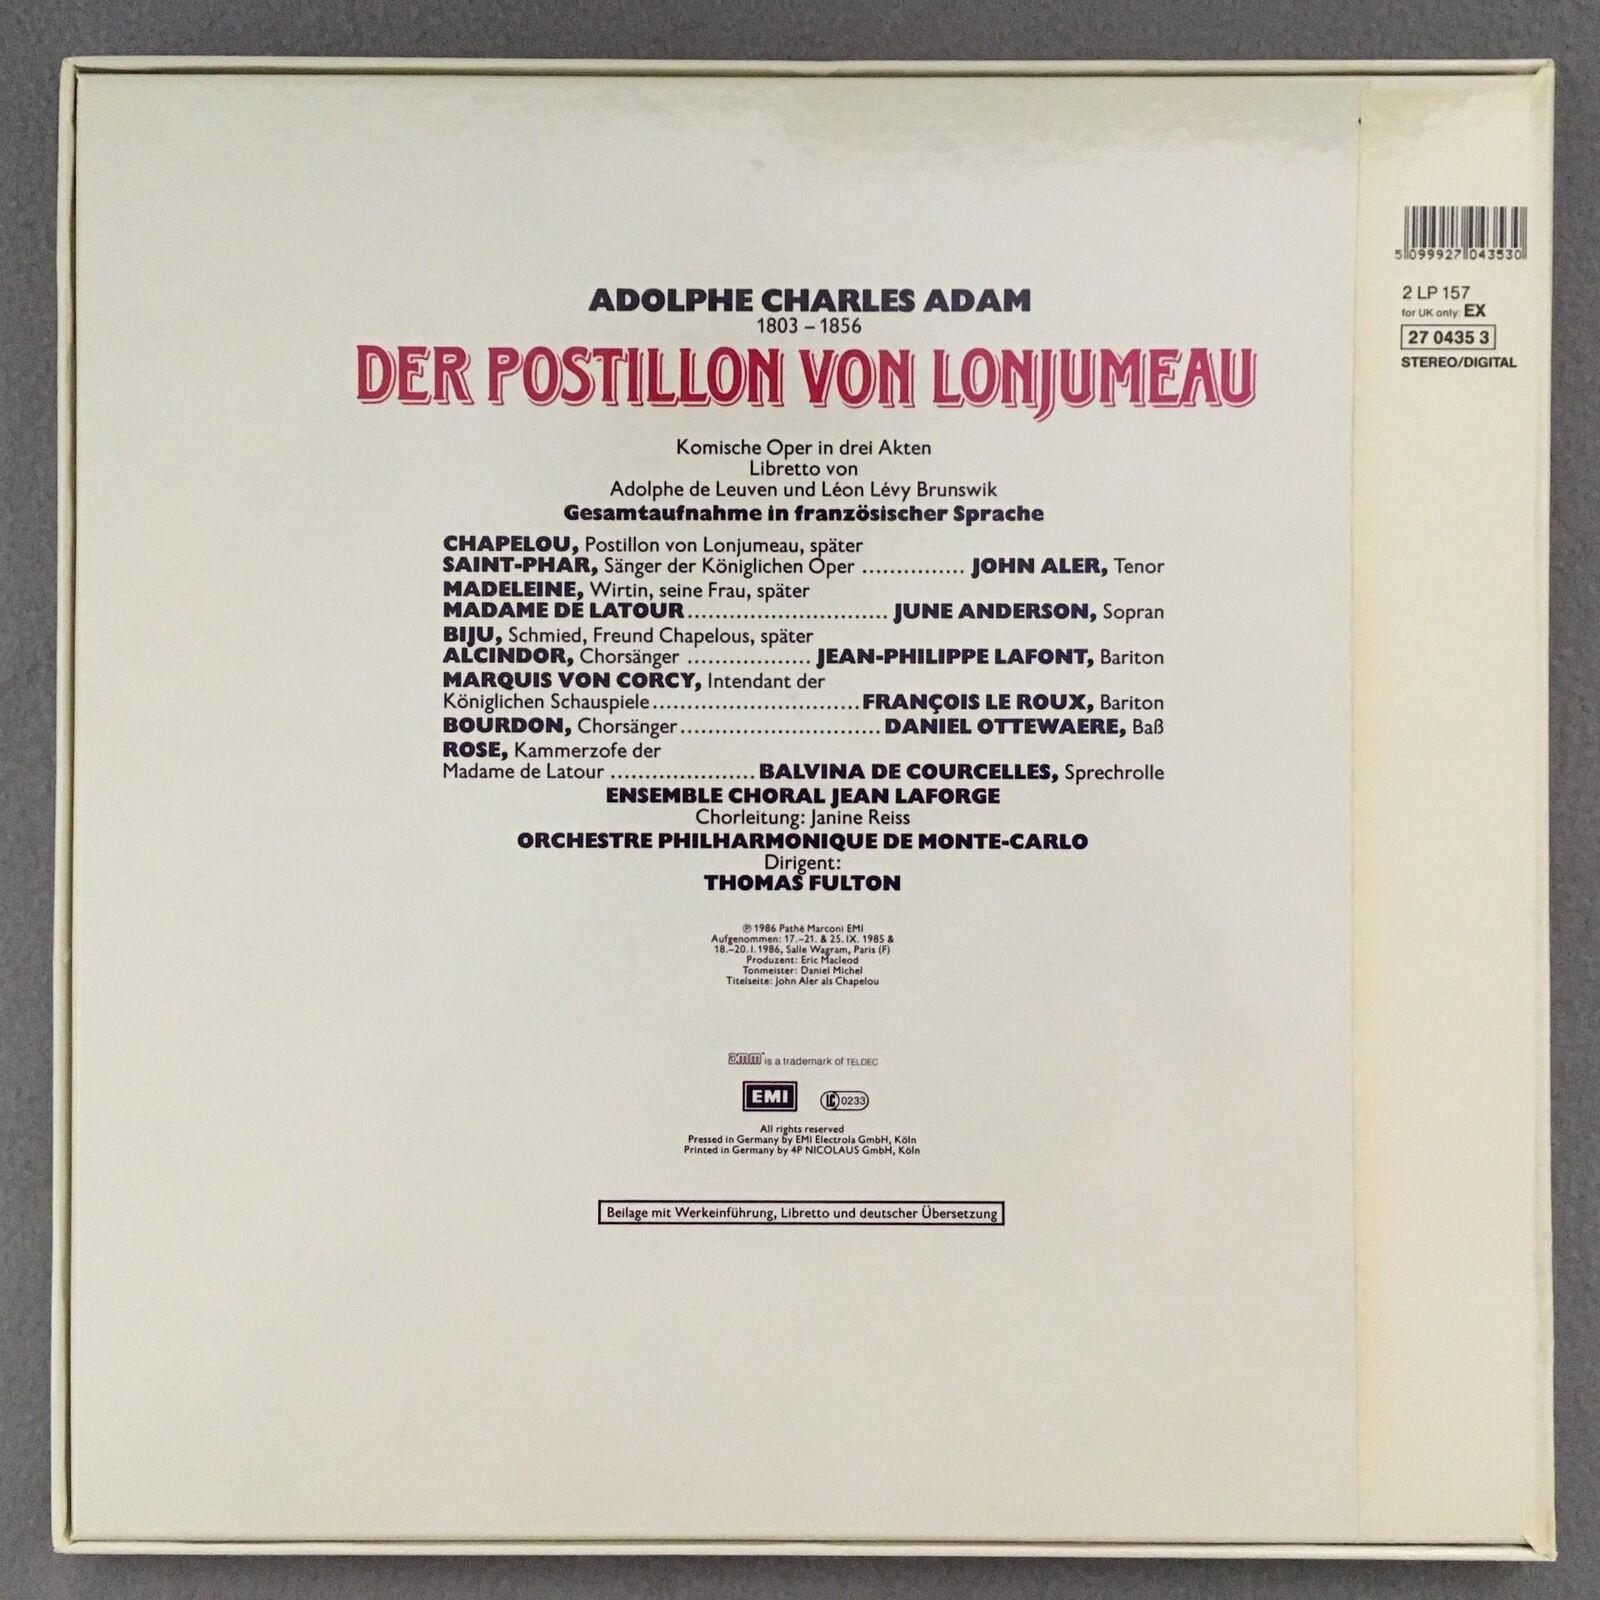 ADOLPHE CHARLES ADAM
1803 – 1856
DER POSTILLON VON LONJUMEAU
Komische Oper in drei Akten
Libretto von
Adolphe de Leuven und Léon Lévy Brunswik
Gesamtaufnahme in französischer Sprache
CHAPELOU, Postillon von Lonjumeau, später
SAINT-PHAR, Sänger der Königlichen Oper ............... JOHN ALER, Tenor
MADELEINE, Wirtin, seine Frau, später
MADAME DE LATOUR............................. JUNE ANDERSON, Sopran
BIJU, Schmied, Freund Chapelous, später
ALCINDOR, Chorsänger .................. JEAN-PHILIPPE LAFONT, Bariton
MARQUIS VON CORCY, Intendant der
Königlichen Schauspiele..............................FRANÇOIS LE ROUX, Bariton
BOURDON, Chorsänger............................. DANIEL OTTEWAERE, Baß
ROSE, Kammerzofe der
Madame de Latour .....................BALVINA DE COURCELLES, Sprechrolle
ENSEMBLE CHORAL JEAN LAFORGE
Chorleitung: Janine Reiss
ORCHESTRE PHILHARMONIQUE DE MONTE-CARLO
Dirigent:
THOMAS FULTON
℗ 1986 Pathé Marconi EMI
Aufgenommen: 17.–21. & 25. IX. 1985 &
18.–20. I. 1986, Salle Wagram, Paris (F)
Produzent: Eric Macleod
Tonmeister: Daniel Michel
Titelseite: John Aler als Chapelou
DMM is a trademark of TELDEC
EMI LC 0233
All rights reserved
Pressed in Germany by EMI Electrola GmbH, Köln
Printed in Germany by 4P NICOLAUS GmbH, Köln
Beilage mit Werkeinführung, Libretto und deutscher Übersetzung
5 099927 043530
2 LP 157
for UK only: EX
27 0435 3
STEREO/DIGITAL